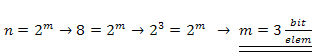 n = 2^m → 8 = 2^m → 2^3 = 2^m → m = 3 bit/elem